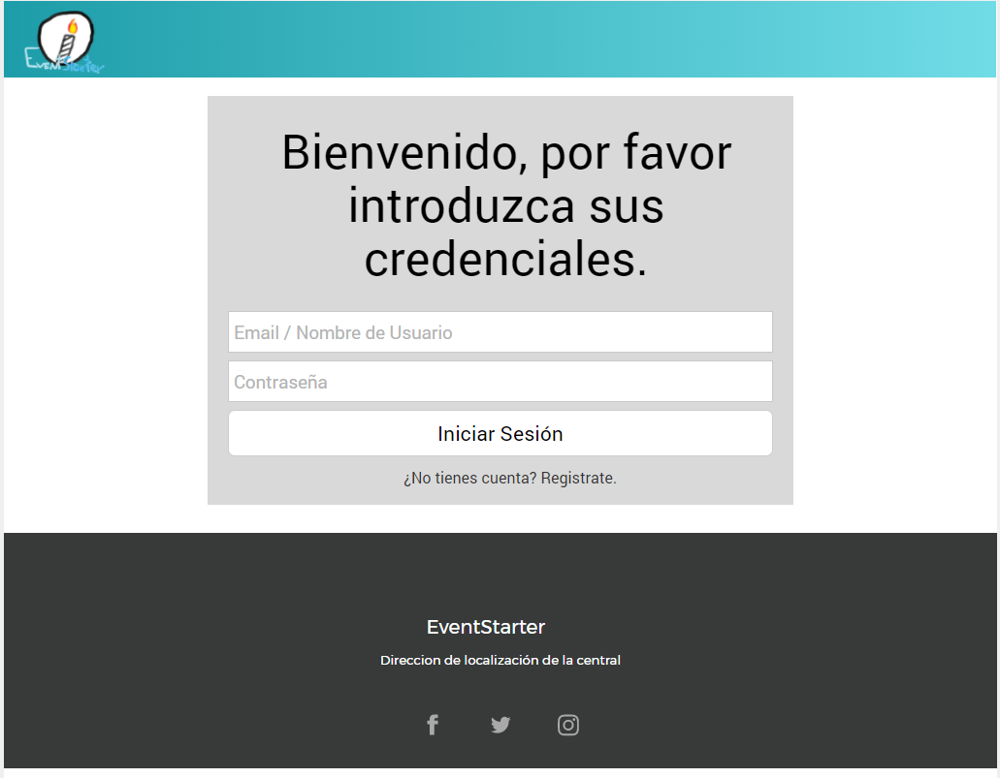 EvenStarter
Bienvenido, por favor
introduzca sus
credenciales.
Email / Nombre de Usuario
Contraseña
Iniciar Sesión
¿No tienes cuenta? Registrate.
EventStarter
Direccion de localización de la central